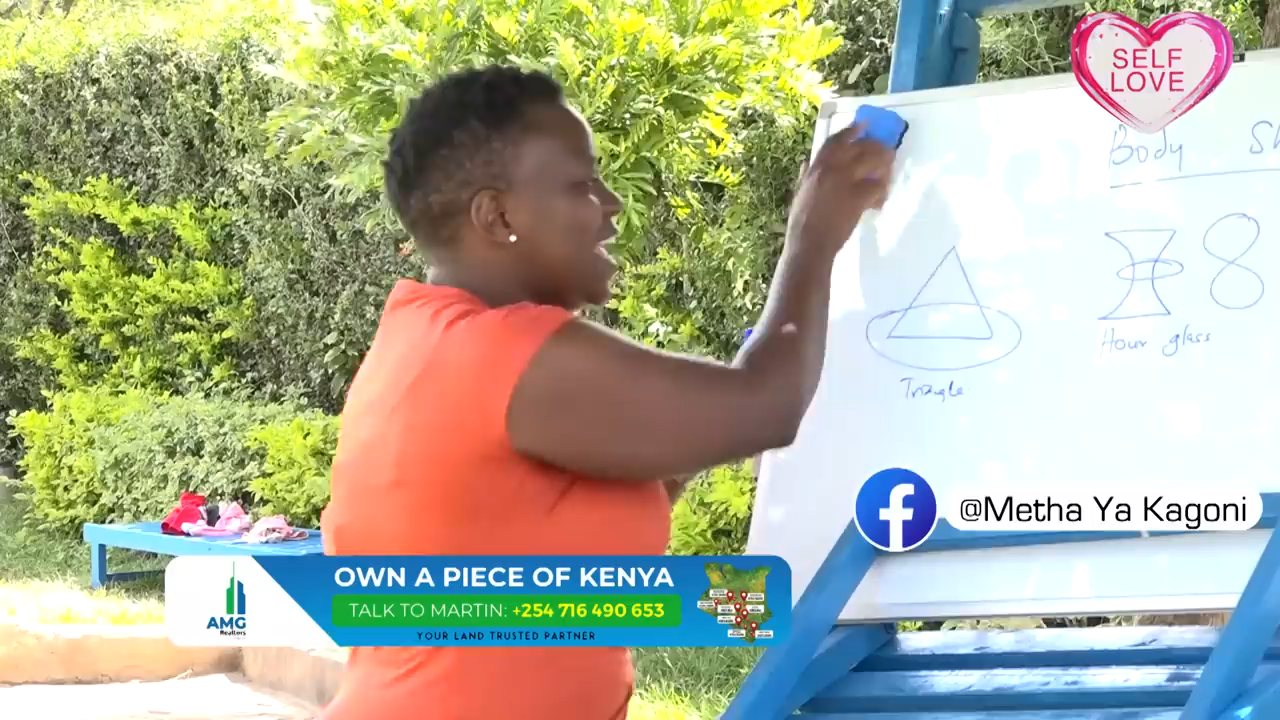 SELF
LOVE
Body
Hour glass
@Metha Ya Kagoni
OWN A PIECE OF KENYA
TALK TO MARTIN: +254 716 490 653
YOUR LAND TRUSTED PARTNER
AMG
Realtors